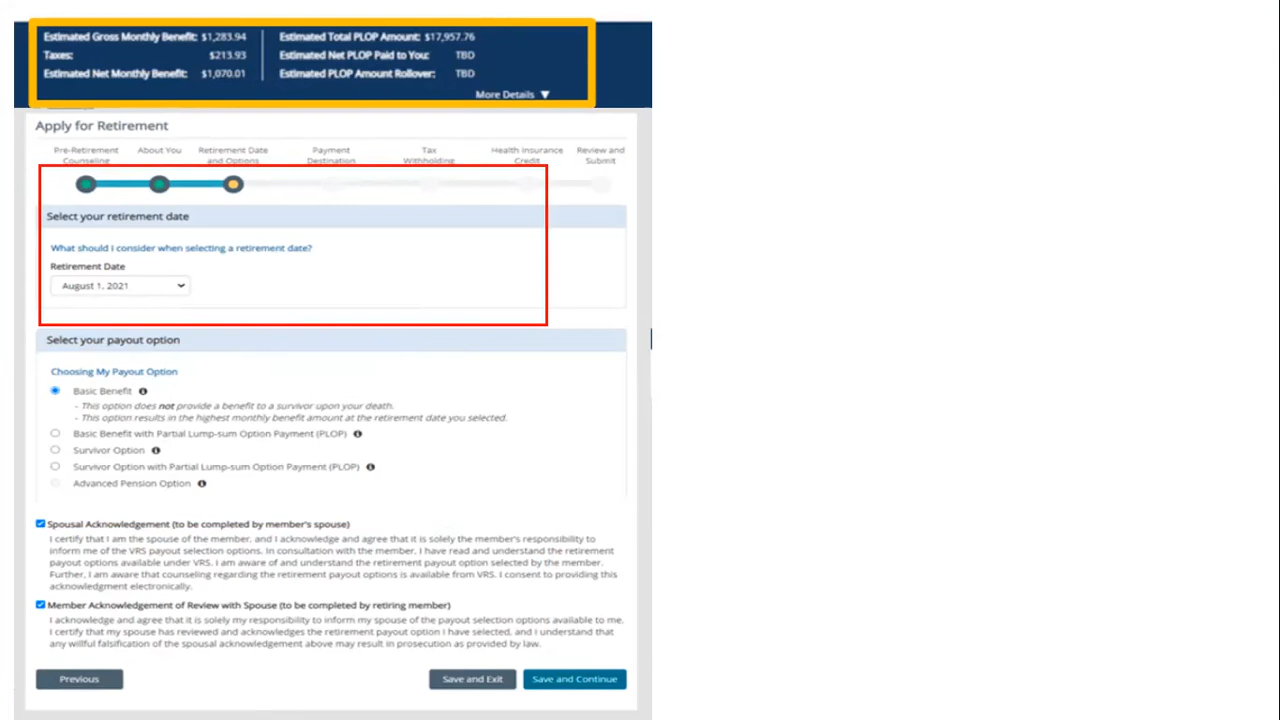 Estimated Gross Monthly Benefit: $1,283.94
Taxes: $213.93
Estimated Net Monthly Benefit: $1,070.01
Estimated Total PLOP Amount: $17,957.76
Estimated Net PLOP Paid to You: TBD
Estimated PLOP Amount Rollover: TBD
More Details ▼
Apply for Retirement
Pre-Retirement Counseling
About You
Retirement Date and Options
Payment Destination
Tax Withholding
Health Insurance Credit
Review and Submit
Select your retirement date
What should I consider when selecting a retirement date?
Retirement Date
August 1, 2021
Select your payout option
Choosing My Payout Option
Basic Benefit
- This option does not provide a benefit to a survivor upon your death.
- This option results in the highest monthly benefit amount at the retirement date you selected.
Basic Benefit with Partial Lump-sum Option Payment (PLOP)
Survivor Option
Survivor Option with Partial Lump-sum Option Payment (PLOP)
Advanced Pension Option
Spousal Acknowledgement (to be completed by member's spouse)
I certify that I am the spouse of the member, and I acknowledge and agree that it is solely the member's responsibility to
inform me of the VRS payout selection options. In consultation with the member, I have read and understand the retirement
payout options available under VRS. I am aware of and understand the retirement payout option selected by the member.
Further, I am aware that counseling regarding the retirement payout options is available from VRS. I consent to providing this
acknowledgment electronically.
Member Acknowledgement of Review with Spouse (to be completed by retiring member)
I acknowledge and agree that it is solely my responsibility to inform my spouse of the payout selection options available to me.
I certify that my spouse has reviewed and acknowledges the retirement payout option I have selected, and I understand that
any willful falsification of the spousal acknowledgement above may result in prosecution as provided by law.
Previous
Save and Exit
Save and Continue